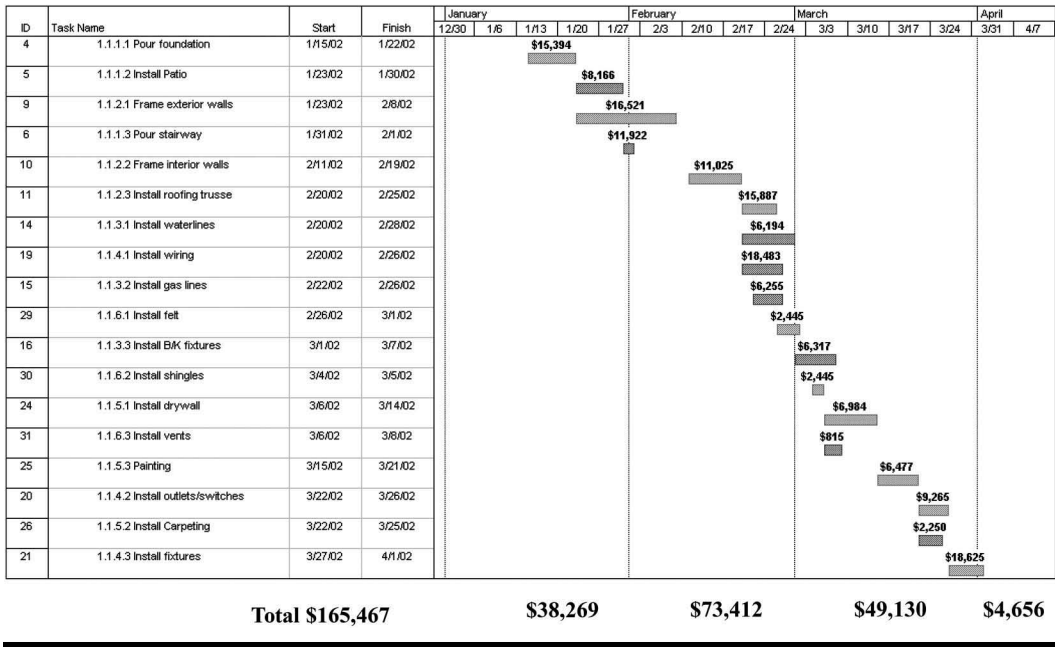 January February March April
ID Task Name Start Finish 12/30 1/6 1/13 1/20 1/27 2/3 2/10 2/17 2/24 3/3 3/10 3/17 3/24 3/31 4/7
4 1.1.1.1 Pour foundation 1/15/02 1/22/02 $15,394
5 1.1.1.2 Install Patio 1/23/02 1/30/02 $8,166
9 1.1.2.1 Frame exterior walls 1/23/02 2/8/02 $16,521
6 1.1.1.3 Pour stairway 1/31/02 2/1/02 $11,922
10 1.1.2.2 Frame interior walls 2/11/02 2/19/02 $11,025
11 1.1.2.3 Install roofing trusse 2/20/02 2/25/02 $15,887
14 1.1.3.1 Install waterlines 2/20/02 2/28/02 $6,194
19 1.1.4.1 Install wiring 2/20/02 2/26/02 $18,483
15 1.1.3.2 Install gas lines 2/22/02 2/26/02 $6,255
29 1.1.6.1 Install felt 2/26/02 3/1/02 $2,445
16 1.1.3.3 Install B/K fixtures 3/1/02 3/7/02 $6,317
30 1.1.6.2 Install shingles 3/4/02 3/5/02 $2,445
24 1.1.5.1 Install drywall 3/6/02 3/14/02 $6,984
31 1.1.6.3 Install vents 3/6/02 3/8/02 $815
25 1.1.5.3 Painting 3/15/02 3/21/02 $6,477
20 1.1.4.2 Install outlets/switches 3/22/02 3/26/02 $9,265
26 1.1.5.2 Install Carpeting 3/22/02 3/25/02 $2,250
21 1.1.4.3 Install fixtures 3/27/02 4/1/02 $18,625
Total $165,467 $38,269 $73,412 $49,130 $4,656